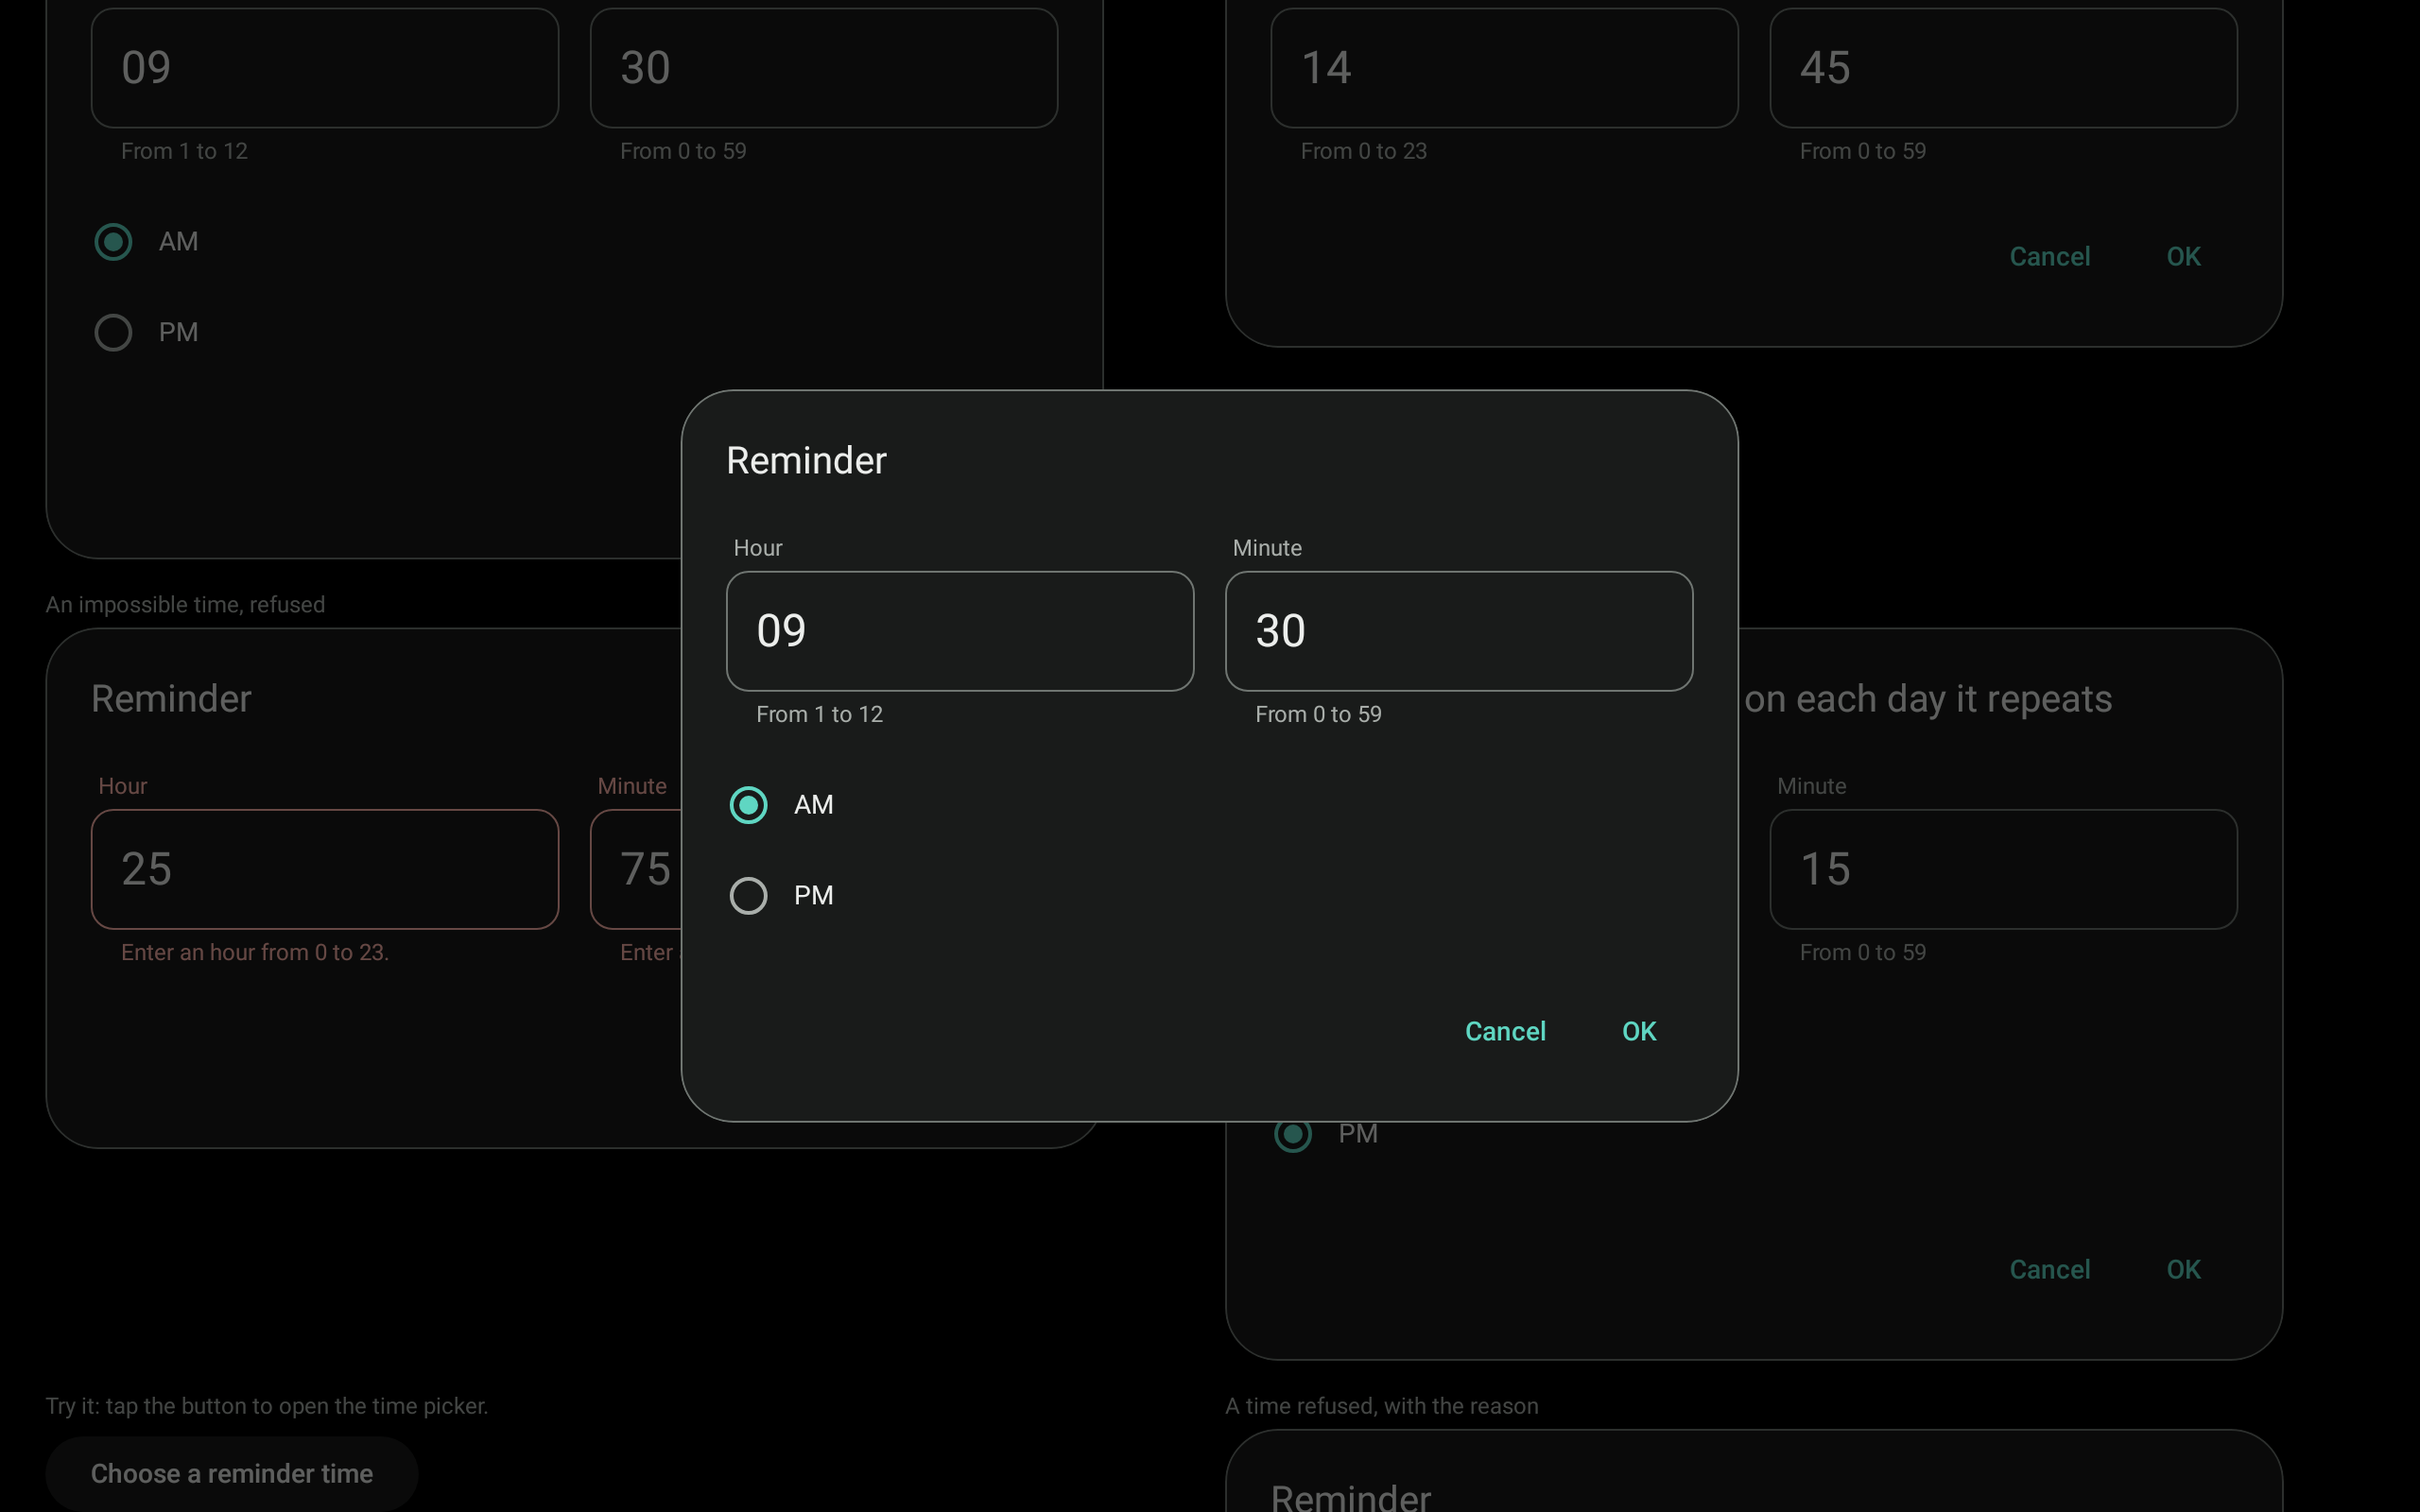 09 30 14 45
From 1 to 12 From 0 to 59 From 0 to 23 From 0 to 59
AM
Cancel OK
PM
Reminder
Hour Minute
09 30
From 1 to 12 From 0 to 59
AM
PM
Cancel OK
An impossible time, refused
Reminder
Hour Minute
25 75
Enter an hour from 0 to 23. Enter
on each day it repeats
Minute
15
From 0 to 59
PM
Cancel OK
Try it: tap the button to open the time picker.
Choose a reminder time
A time refused, with the reason
Reminder